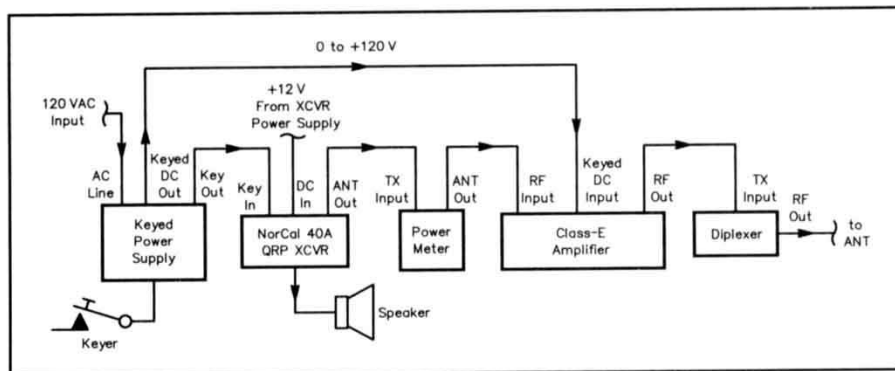 0 to +120 V
+12 V
From XCVR
Power Supply
120 VAC
Input
AC
Line
Keyed
DC
Out
Key
Out
Key
In
DC
In
ANT
Out
TX
Input
ANT
Out
RF
Input
Keyed
DC
Input
RF
Out
TX
Input
RF
Out
to
ANT
Keyed
Power
Supply
NorCal 40A
QRP XCVR
Power
Meter
Class-E
Amplifier
Diplexer
Speaker
Keyer